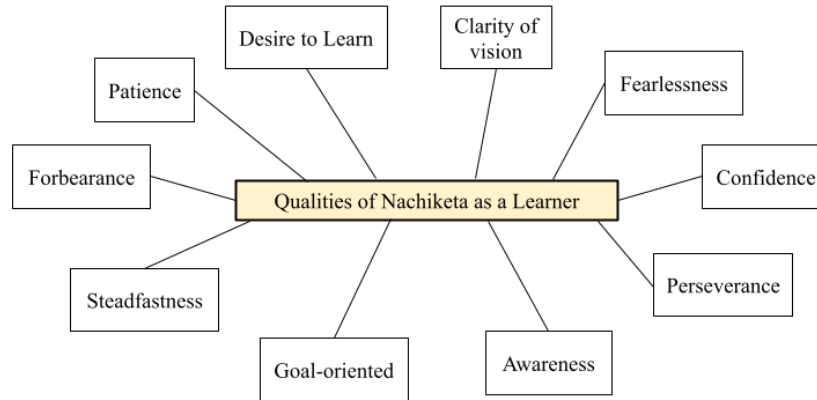 Desire to Learn
Clarity of
vision
Patience
Fearlessness
Forbearance
Confidence
Qualities of Nachiketa as a Learner
Steadfastness
Perseverance
Goal-oriented
Awareness